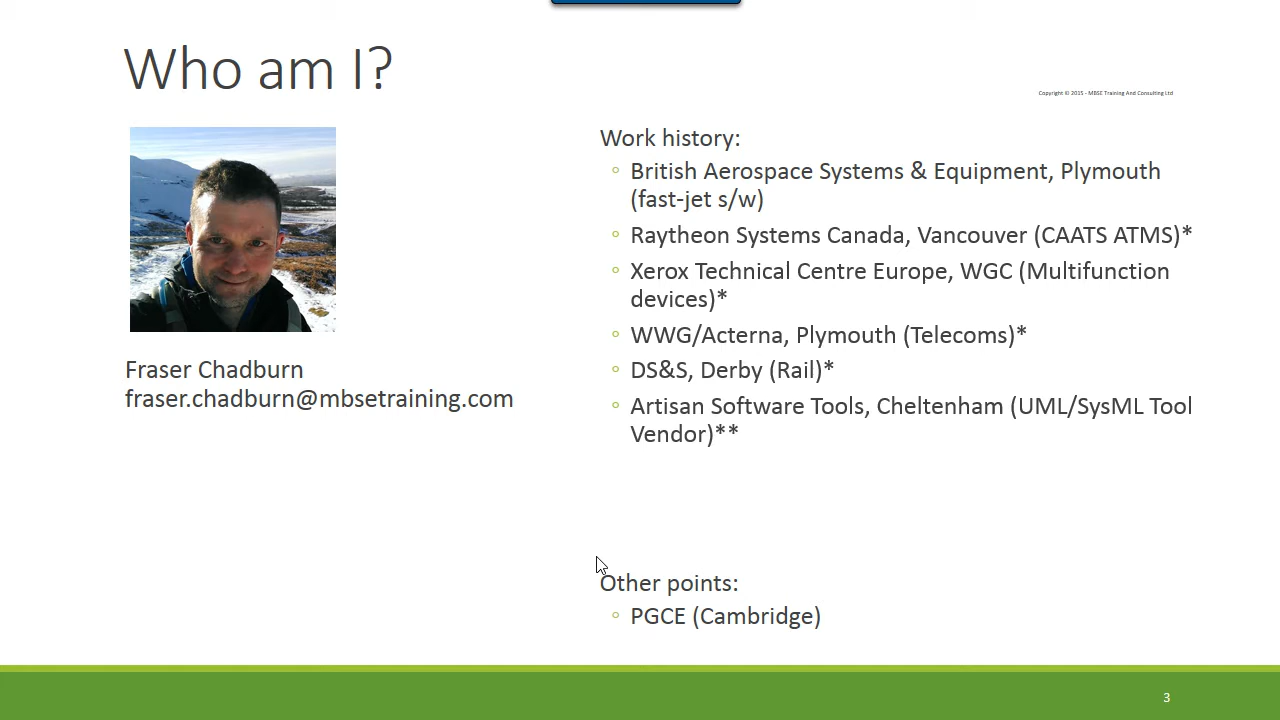 Who am I?
Copyright © 2015 - MBSE Training And Consulting Ltd
Fraser Chadburn
fraser.chadburn@mbsetraining.com
Work history:
British Aerospace Systems & Equipment, Plymouth
(fast-jet s/w)
Raytheon Systems Canada, Vancouver (CAATS ATMS)*
Xerox Technical Centre Europe, WGC (Multifunction
devices)*
WWG/Acterna, Plymouth (Telecoms)*
DS&S, Derby (Rail)*
Artisan Software Tools, Cheltenham (UML/SysML Tool
Vendor)**
Other points:
PGCE (Cambridge)
3